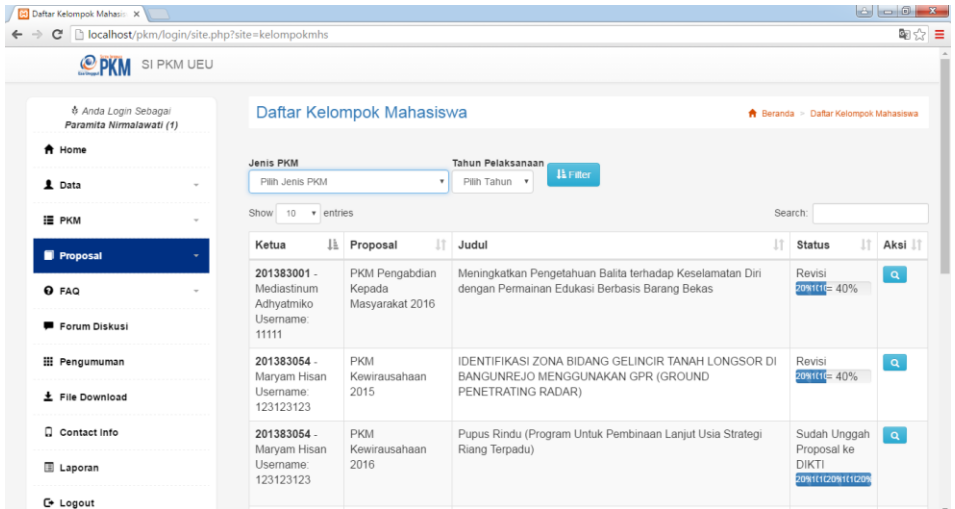 Daftar Kelompok Mahasis
localhost/pkm/login/site.php?site=kelompokmhs
PKM SI PKM UEU
Anda Login Sebagai
Paramita Nirmalawati (1)
Home
Data
PKM
Proposal
FAQ
Forum Diskusi
Pengumuman
File Download
Contact Info
Laporan
Logout
Daftar Kelompok Mahasiswa
Beranda > Daftar Kelompok Mahasiswa
Jenis PKM Tahun Pelaksanaan
Pilih Jenis PKM Pilih Tahun Filter
Show 10 entries Search:
Ketua Proposal Judul Status Aksi
201383001 - PKM Pengabdian Meningkatkan Pengetahuan Balita terhadap Keselamatan Diri Revisi
Mediastinum Kepada dengan Permainan Edukasi Berbasis Barang Bekas = 40%
Adhyatmiko Masyarakat 2016
Username:
11111
201383054 - PKM IDENTIFIKASI ZONA BIDANG GELINCIR TANAH LONGSOR DI Revisi
Maryam Hisan Kewirausahaan BANGUNREJO MENGGUNAKAN GPR (GROUND = 40%
Username: 2015 PENETRATING RADAR)
123123123
201383054 - PKM Pupus Rindu (Program Untuk Pembinaan Lanjut Usia Strategi Sudah Unggah
Maryam Hisan Kewirausahaan Riang Terpadu) Proposal ke
Username: 2016 DIKTI
123123123